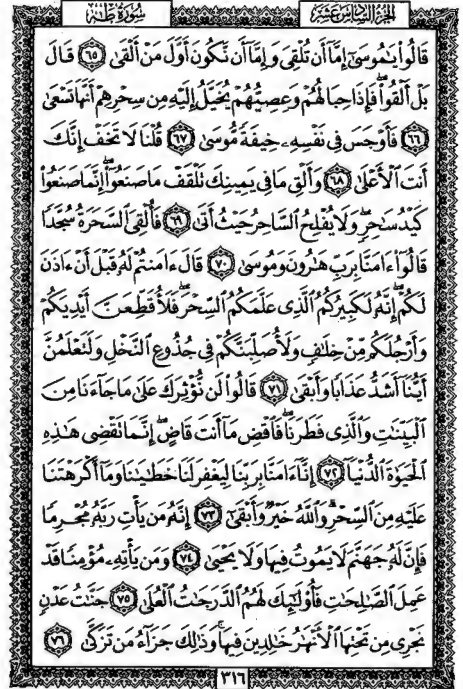 الجزء السادس عشر
سورة طه
قَالُوا۟ يَـٰمُوسَىٰٓ إِمَّآ أَن تُلْقِىَ وَإِمَّآ أَن نَّكُونَ أَوَّلَ مَنْ أَلْقَىٰ ٦٥ قَالَ
بَلْ أَلْقُوا۟ ۖ فَإِذَا حِبَالُهُمْ وَعِصِيُّهُمْ يُخَيَّلُ إِلَيْهِ مِن سِحْرِهِمْ أَنَّهَا تَسْعَىٰ
٦٦ فَأَوْجَسَ فِى نَفْسِهِۦ خِيفَةً مُّوسَىٰ ٦٧ قُلْنَا لَا تَخَفْ إِنَّكَ
أَنتَ ٱلْأَعْلَىٰ ٦٨ وَأَلْقِ مَا فِى يَمِينِكَ تَلْقَفْ مَا صَنَعُوٓا۟ ۖ إِنَّمَا صَنَعُوا۟
كَيْدُ سَـٰحِرٍ ۖ وَلَا يُفْلِحُ ٱلسَّاحِرُ حَيْثُ أَتَىٰ ٦٩ فَأُلْقِىَ ٱلسَّحَرَةُ سُجَّدًا
قَالُوٓا۟ ءَامَنَّا بِرَبِّ هَـٰرُونَ وَمُوسَىٰ ٧٠ قَالَ ءَامَنتُمْ لَهُۥ قَبْلَ أَنْ ءَاذَنَ
لَكُمْ ۖ إِنَّهُۥ لَكَبِيرُكُمُ ٱلَّذِى عَلَّمَكُمُ ٱلسِّحْرَ ۖ فَلَأُقَطِّعَنَّ أَيْدِيَكُمْ
وَأَرْجُلَكُم مِّنْ خِلَـٰفٍ وَلَأُصَلِّبَنَّكُمْ فِى جُذُوعِ ٱلنَّخْلِ وَلَتَعْلَمُنَّ
أَيُّنَآ أَشَدُّ عَذَابًا وَأَبْقَىٰ ٧١ قَالُوا۟ لَن نُّؤْثِرَكَ عَلَىٰ مَا جَآءَنَا مِنَ
ٱلْبَيِّنَـٰتِ وَٱلَّذِى فَطَرَنَا ۖ فَٱقْضِ مَآ أَنتَ قَاضٍ ۖ إِنَّمَا تَقْضِى هَـٰذِهِ
ٱلْحَيَوٰةَ ٱلدُّنْيَآ ٧٢ إِنَّآ ءَامَنَّا بِرَبِّنَا لِيَغْفِرَ لَنَا خَطَـٰيَـٰنَا وَمَآ أَكْرَهْتَنَا
عَلَيْهِ مِنَ ٱلسِّحْرِ ۗ وَٱللَّهُ خَيْرٌ وَأَبْقَىٰٓ ٧٣ إِنَّهُۥ مَن يَأْتِ رَبَّهُۥ مُجْرِمًا
فَإِنَّ لَهُۥ جَهَنَّمَ لَا يَمُوتُ فِيهَا وَلَا يَحْيَىٰ ٧٤ وَمَن يَأْتِهِۦ مُؤْمِنًا قَدْ
عَمِلَ ٱلصَّـٰلِحَـٰتِ فَأُو۟لَـٰٓئِكَ لَهُمُ ٱلدَّرَجَـٰتُ ٱلْعُلَىٰ ٧٥ جَنَّـٰتُ عَدْنٍ
تَجْرِى مِن تَحْتِهَا ٱلْأَنْهَـٰرُ خَـٰلِدِينَ فِيهَا ۚ وَذَٰلِكَ جَزَآءُ مَن تَزَكَّىٰ ٧٦
٣١٦